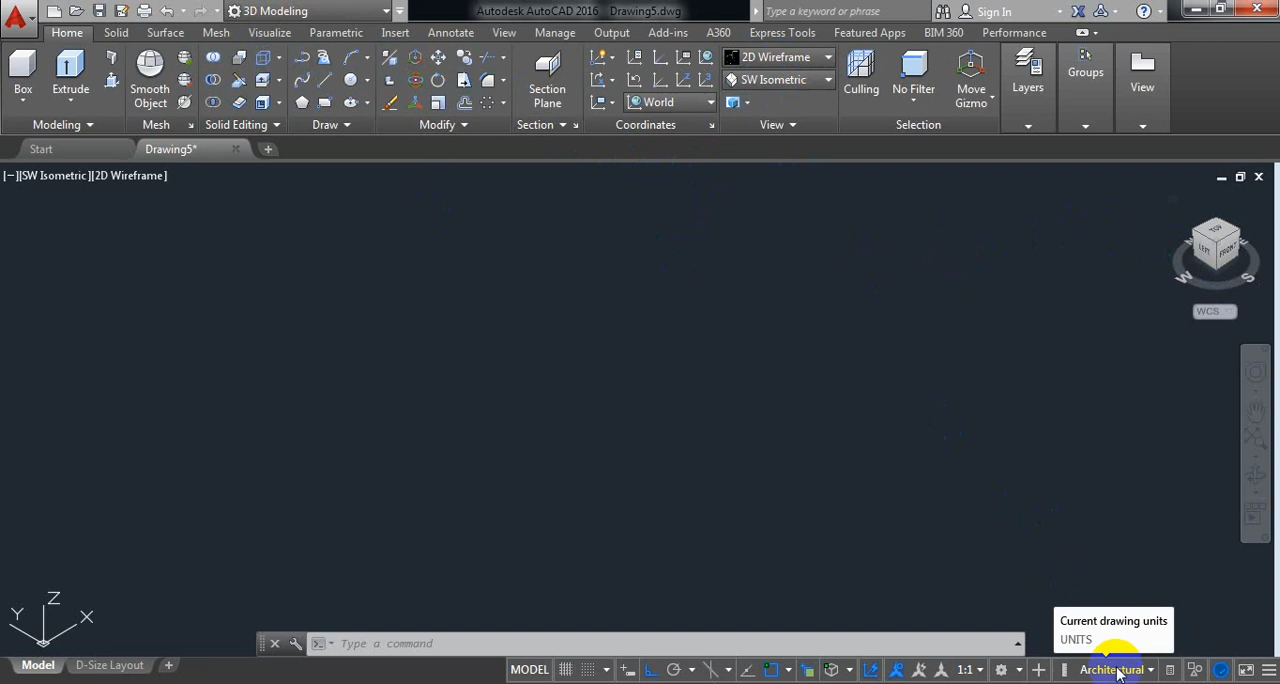 3D Modeling
Autodesk AutoCAD 2016 Drawing5.dwg
Type a keyword or phrase
Sign In
Home Solid Surface Mesh Visualize Parametric Insert Annotate View Manage Output Add-ins A360 Express Tools Featured Apps BIM 360 Performance
Box
Extrude
Smooth
Object
Section
Plane
World
2D Wireframe
SW Isometric
Culling
No Filter
Move
Gizmo
Layers
Groups
View
Modeling Mesh Solid Editing Draw Modify Section Coordinates View Selection
Start
Drawing5*
[−][SW Isometric][2D Wireframe]
TOP
LEFT
FRONT
W
S
WCS
Z
Y
X
Current drawing units
UNITS
Type a command
Model
D-Size Layout
MODEL
1:1
Architectural